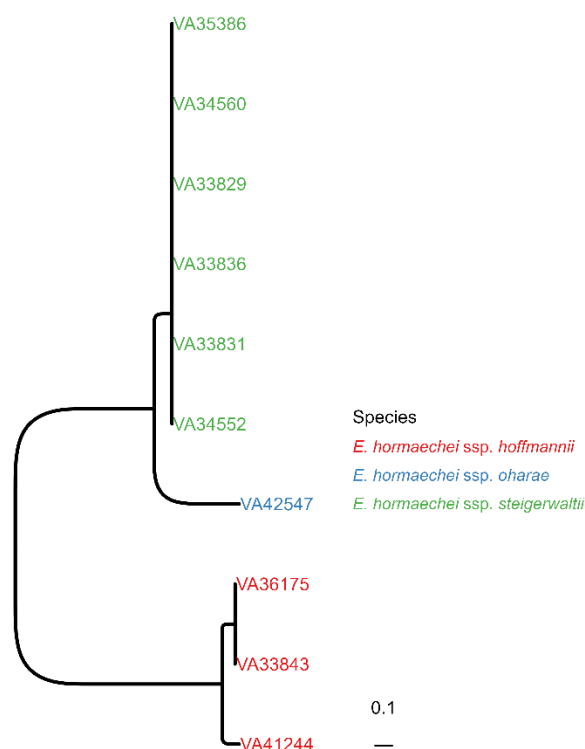 VA35386
VA34560
VA33829
VA33836
VA33831
VA34552
Species
E. hormaechei ssp. hoffmannii
E. hormaechei ssp. oharae
E. hormaechei ssp. steigerwaltii
VA42547
VA36175
VA33843
0.1
VA41244